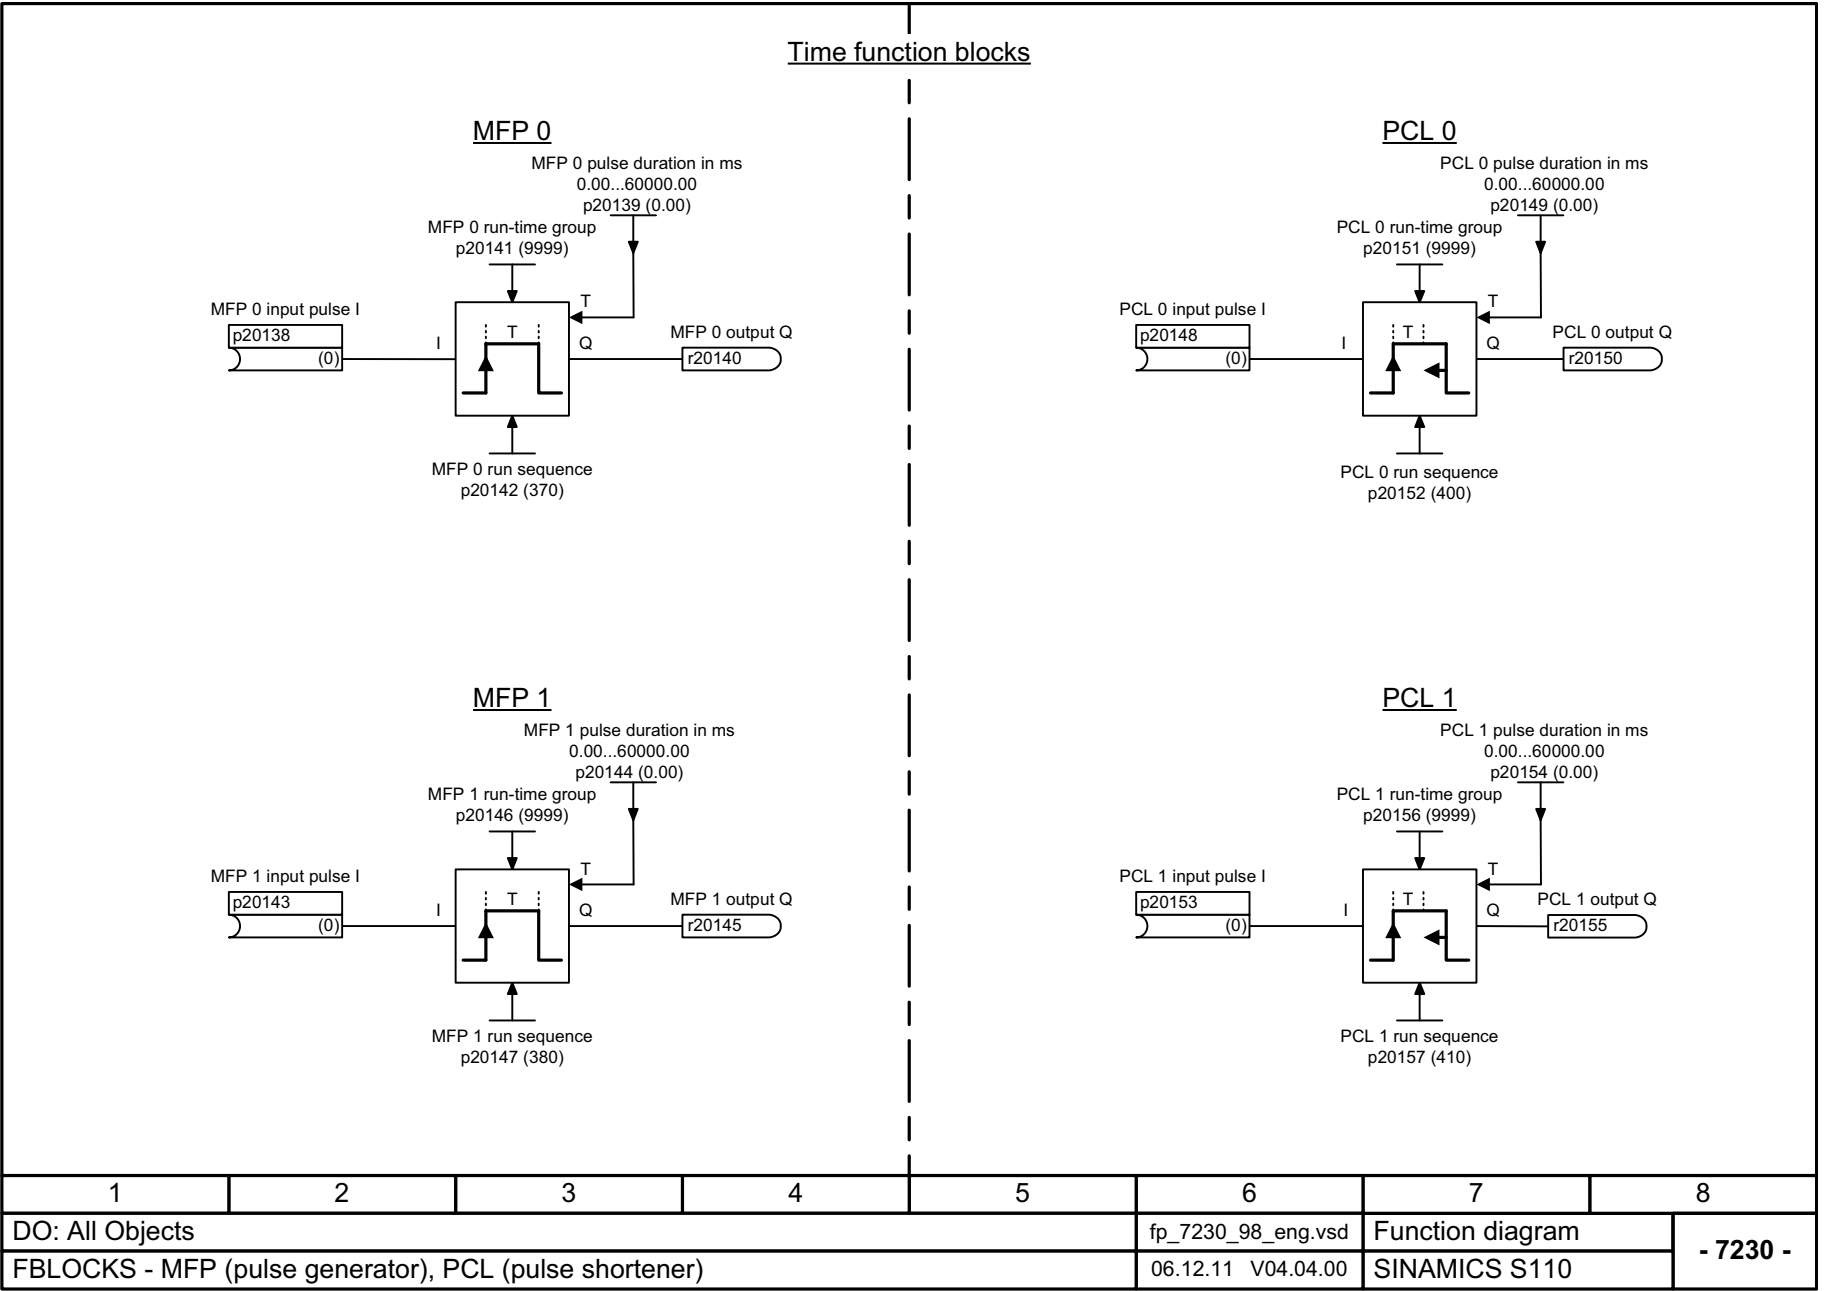 Time function blocks
MFP 0
MFP 0 pulse duration in ms
0.00...60000.00
p20139 (0.00)
MFP 0 run-time group
p20141 (9999)
MFP 0 input pulse I
p20138
(0)
I
T
T
Q
MFP 0 output Q
r20140
MFP 0 run sequence
p20142 (370)
PCL 0
PCL 0 pulse duration in ms
0.00...60000.00
p20149 (0.00)
PCL 0 run-time group
p20151 (9999)
PCL 0 input pulse I
p20148
(0)
I
T
T
Q
PCL 0 output Q
r20150
PCL 0 run sequence
p20152 (400)
MFP 1
MFP 1 pulse duration in ms
0.00...60000.00
p20144 (0.00)
MFP 1 run-time group
p20146 (9999)
MFP 1 input pulse I
p20143
(0)
I
T
T
Q
MFP 1 output Q
r20145
MFP 1 run sequence
p20147 (380)
PCL 1
PCL 1 pulse duration in ms
0.00...60000.00
p20154 (0.00)
PCL 1 run-time group
p20156 (9999)
PCL 1 input pulse I
p20153
(0)
I
T
T
Q
PCL 1 output Q
r20155
PCL 1 run sequence
p20157 (410)
1 2 3 4 5 6 7 8
DO: All Objects
fp_7230_98_eng.vsd
Function diagram
- 7230 -
FBLOCKS - MFP (pulse generator), PCL (pulse shortener)
06.12.11 V04.04.00
SINAMICS S110